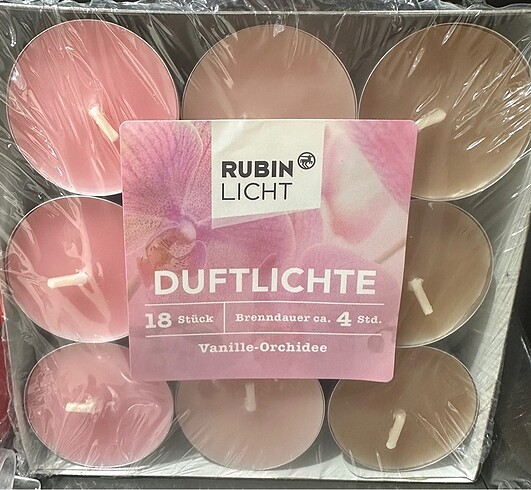 RUBIN
LICHT
DUFTLICHTE
18 Stück Brenndauer ca. 4 Std.
Vanille-Orchidee